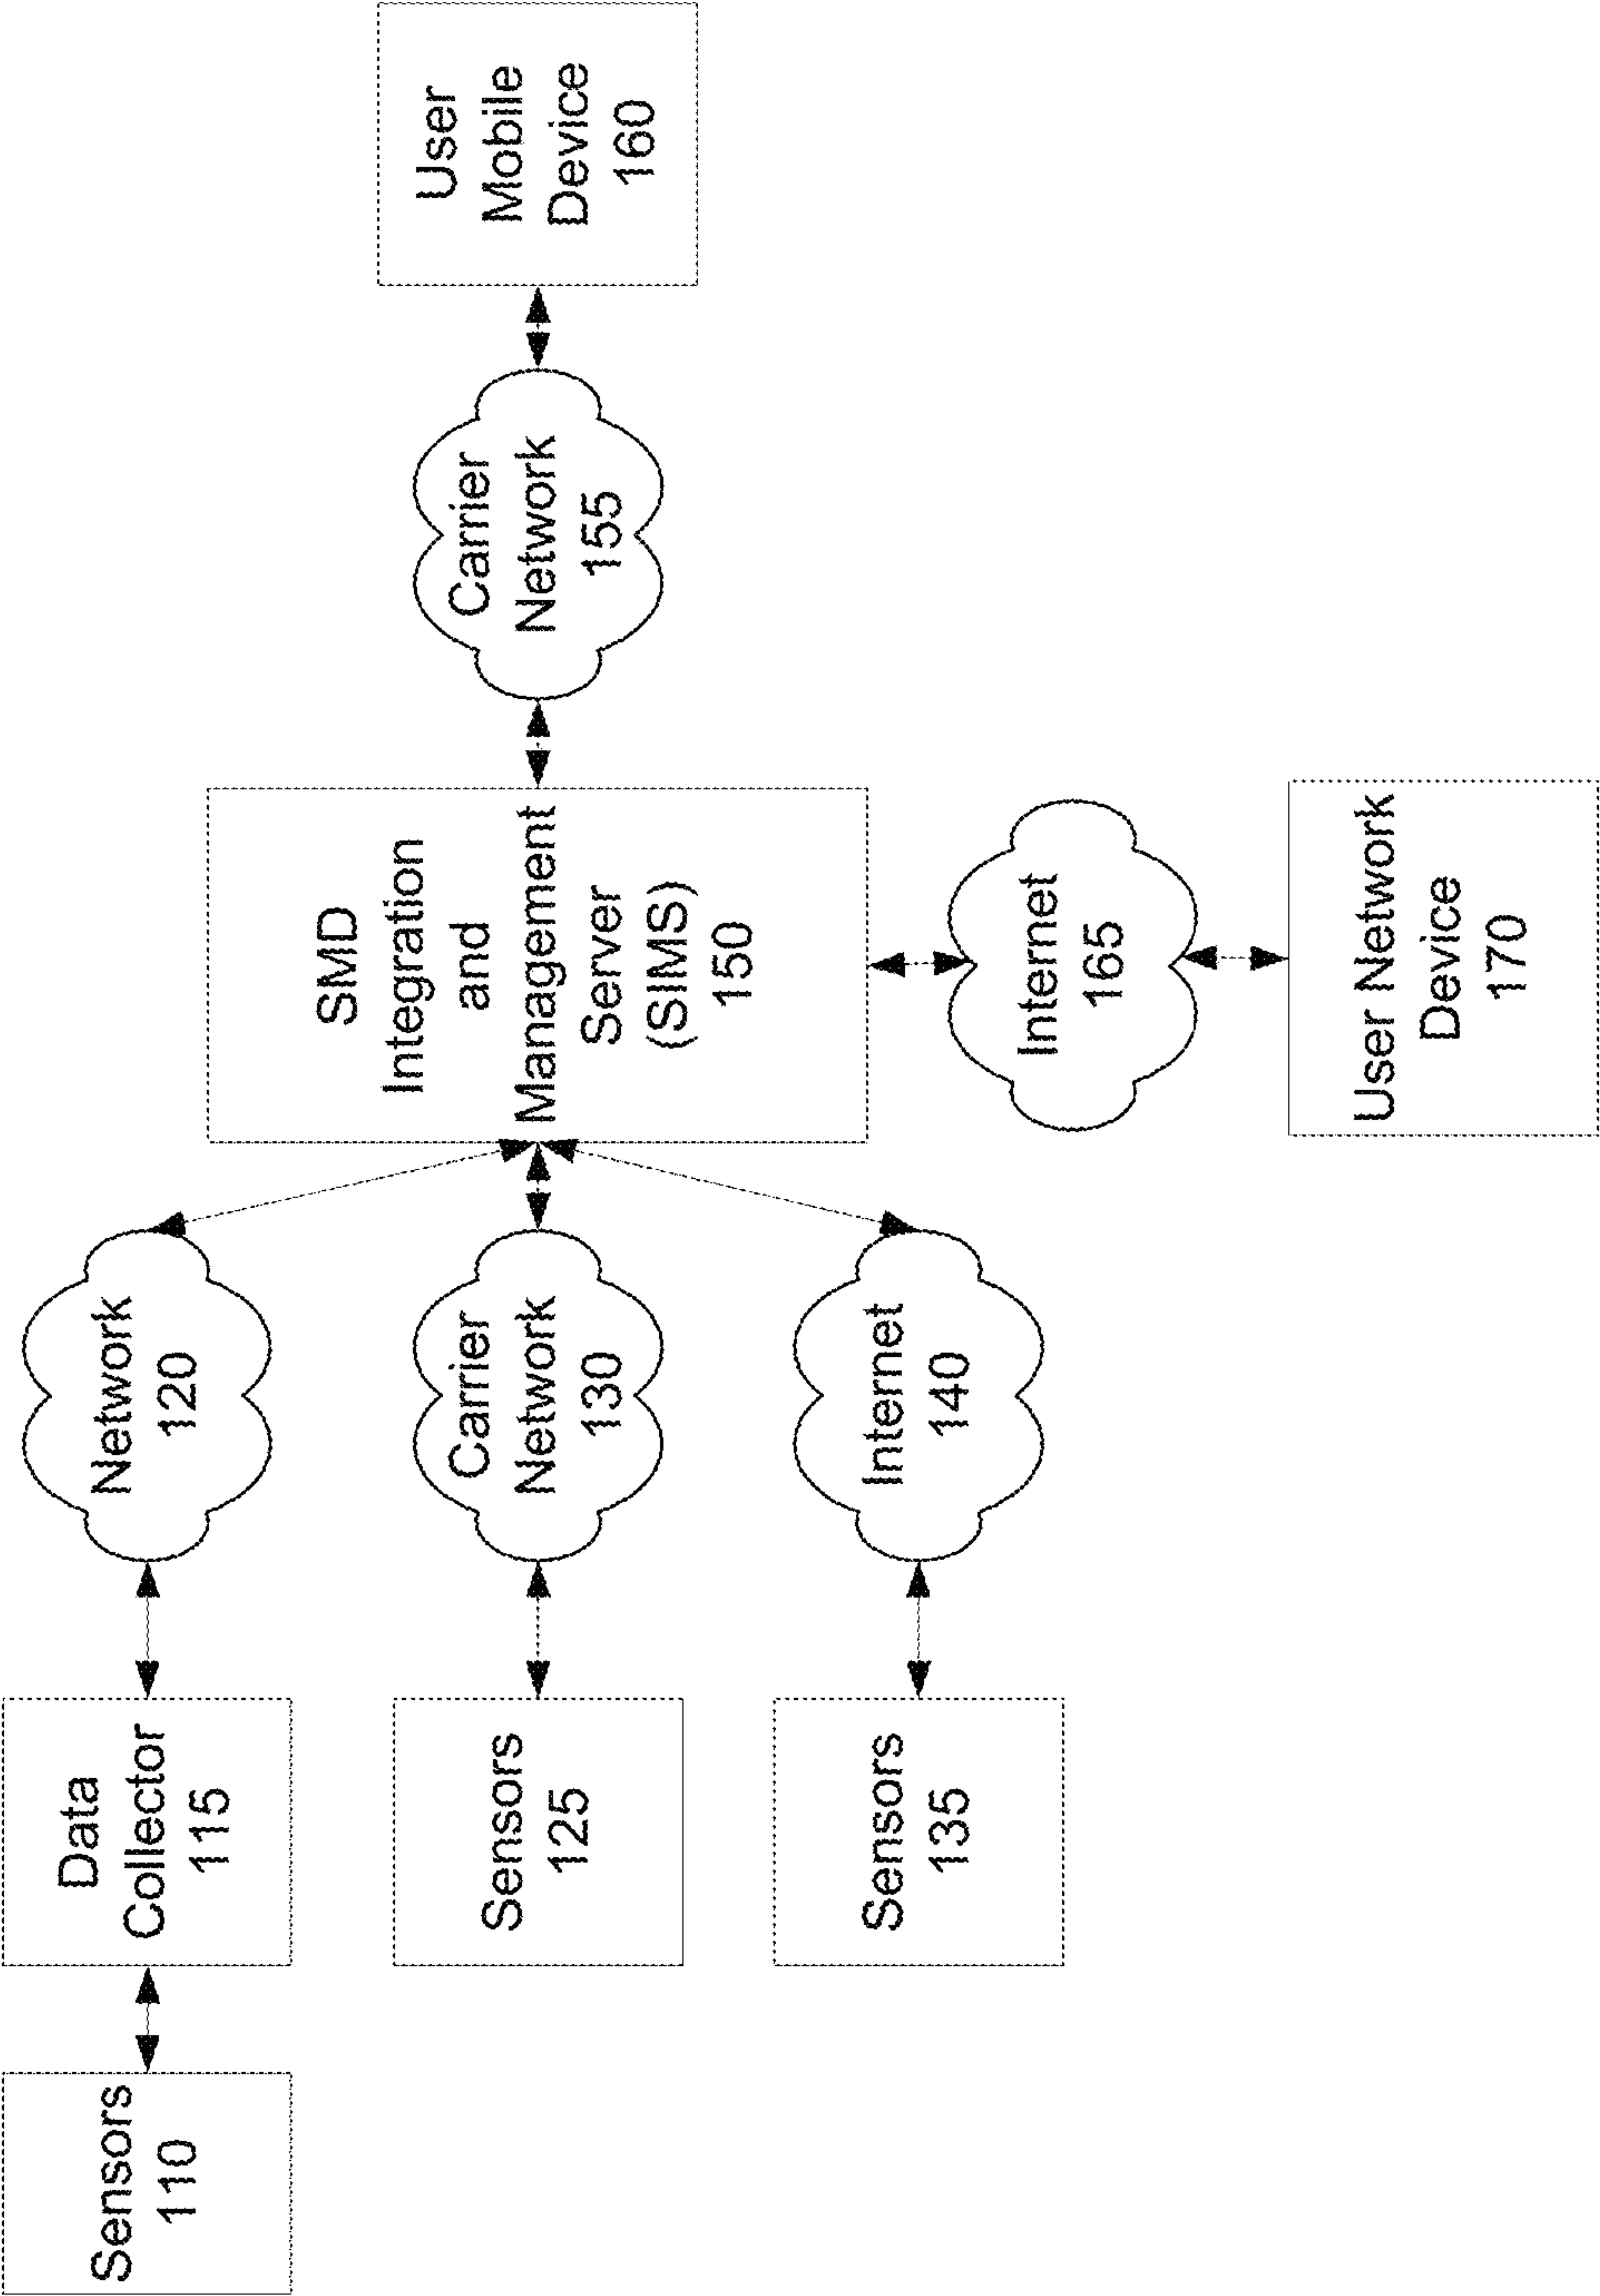 Sensors
110
Data
Collector
115
Network
120
Sensors
125
Carrier
Network
130
Sensors
135
Internet
140
SMD
Integration
and
Management
Server
(SIMS)
150
Carrier
Network
155
User
Mobile
Device
160
Internet
165
User Network
Device
170